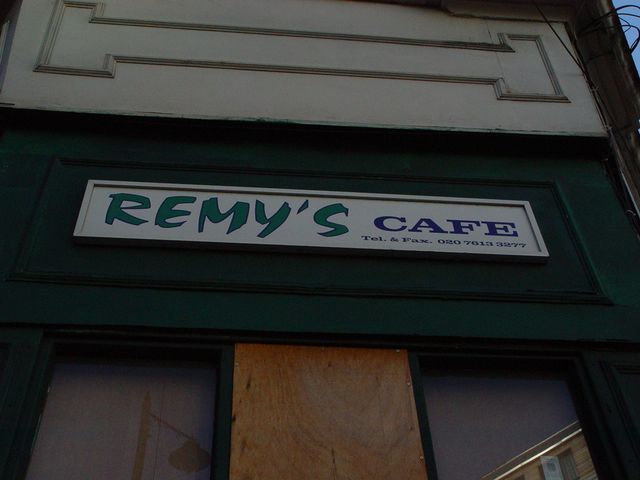 REMY'S CAFE
Tel. & Fax. 020 7613 3277